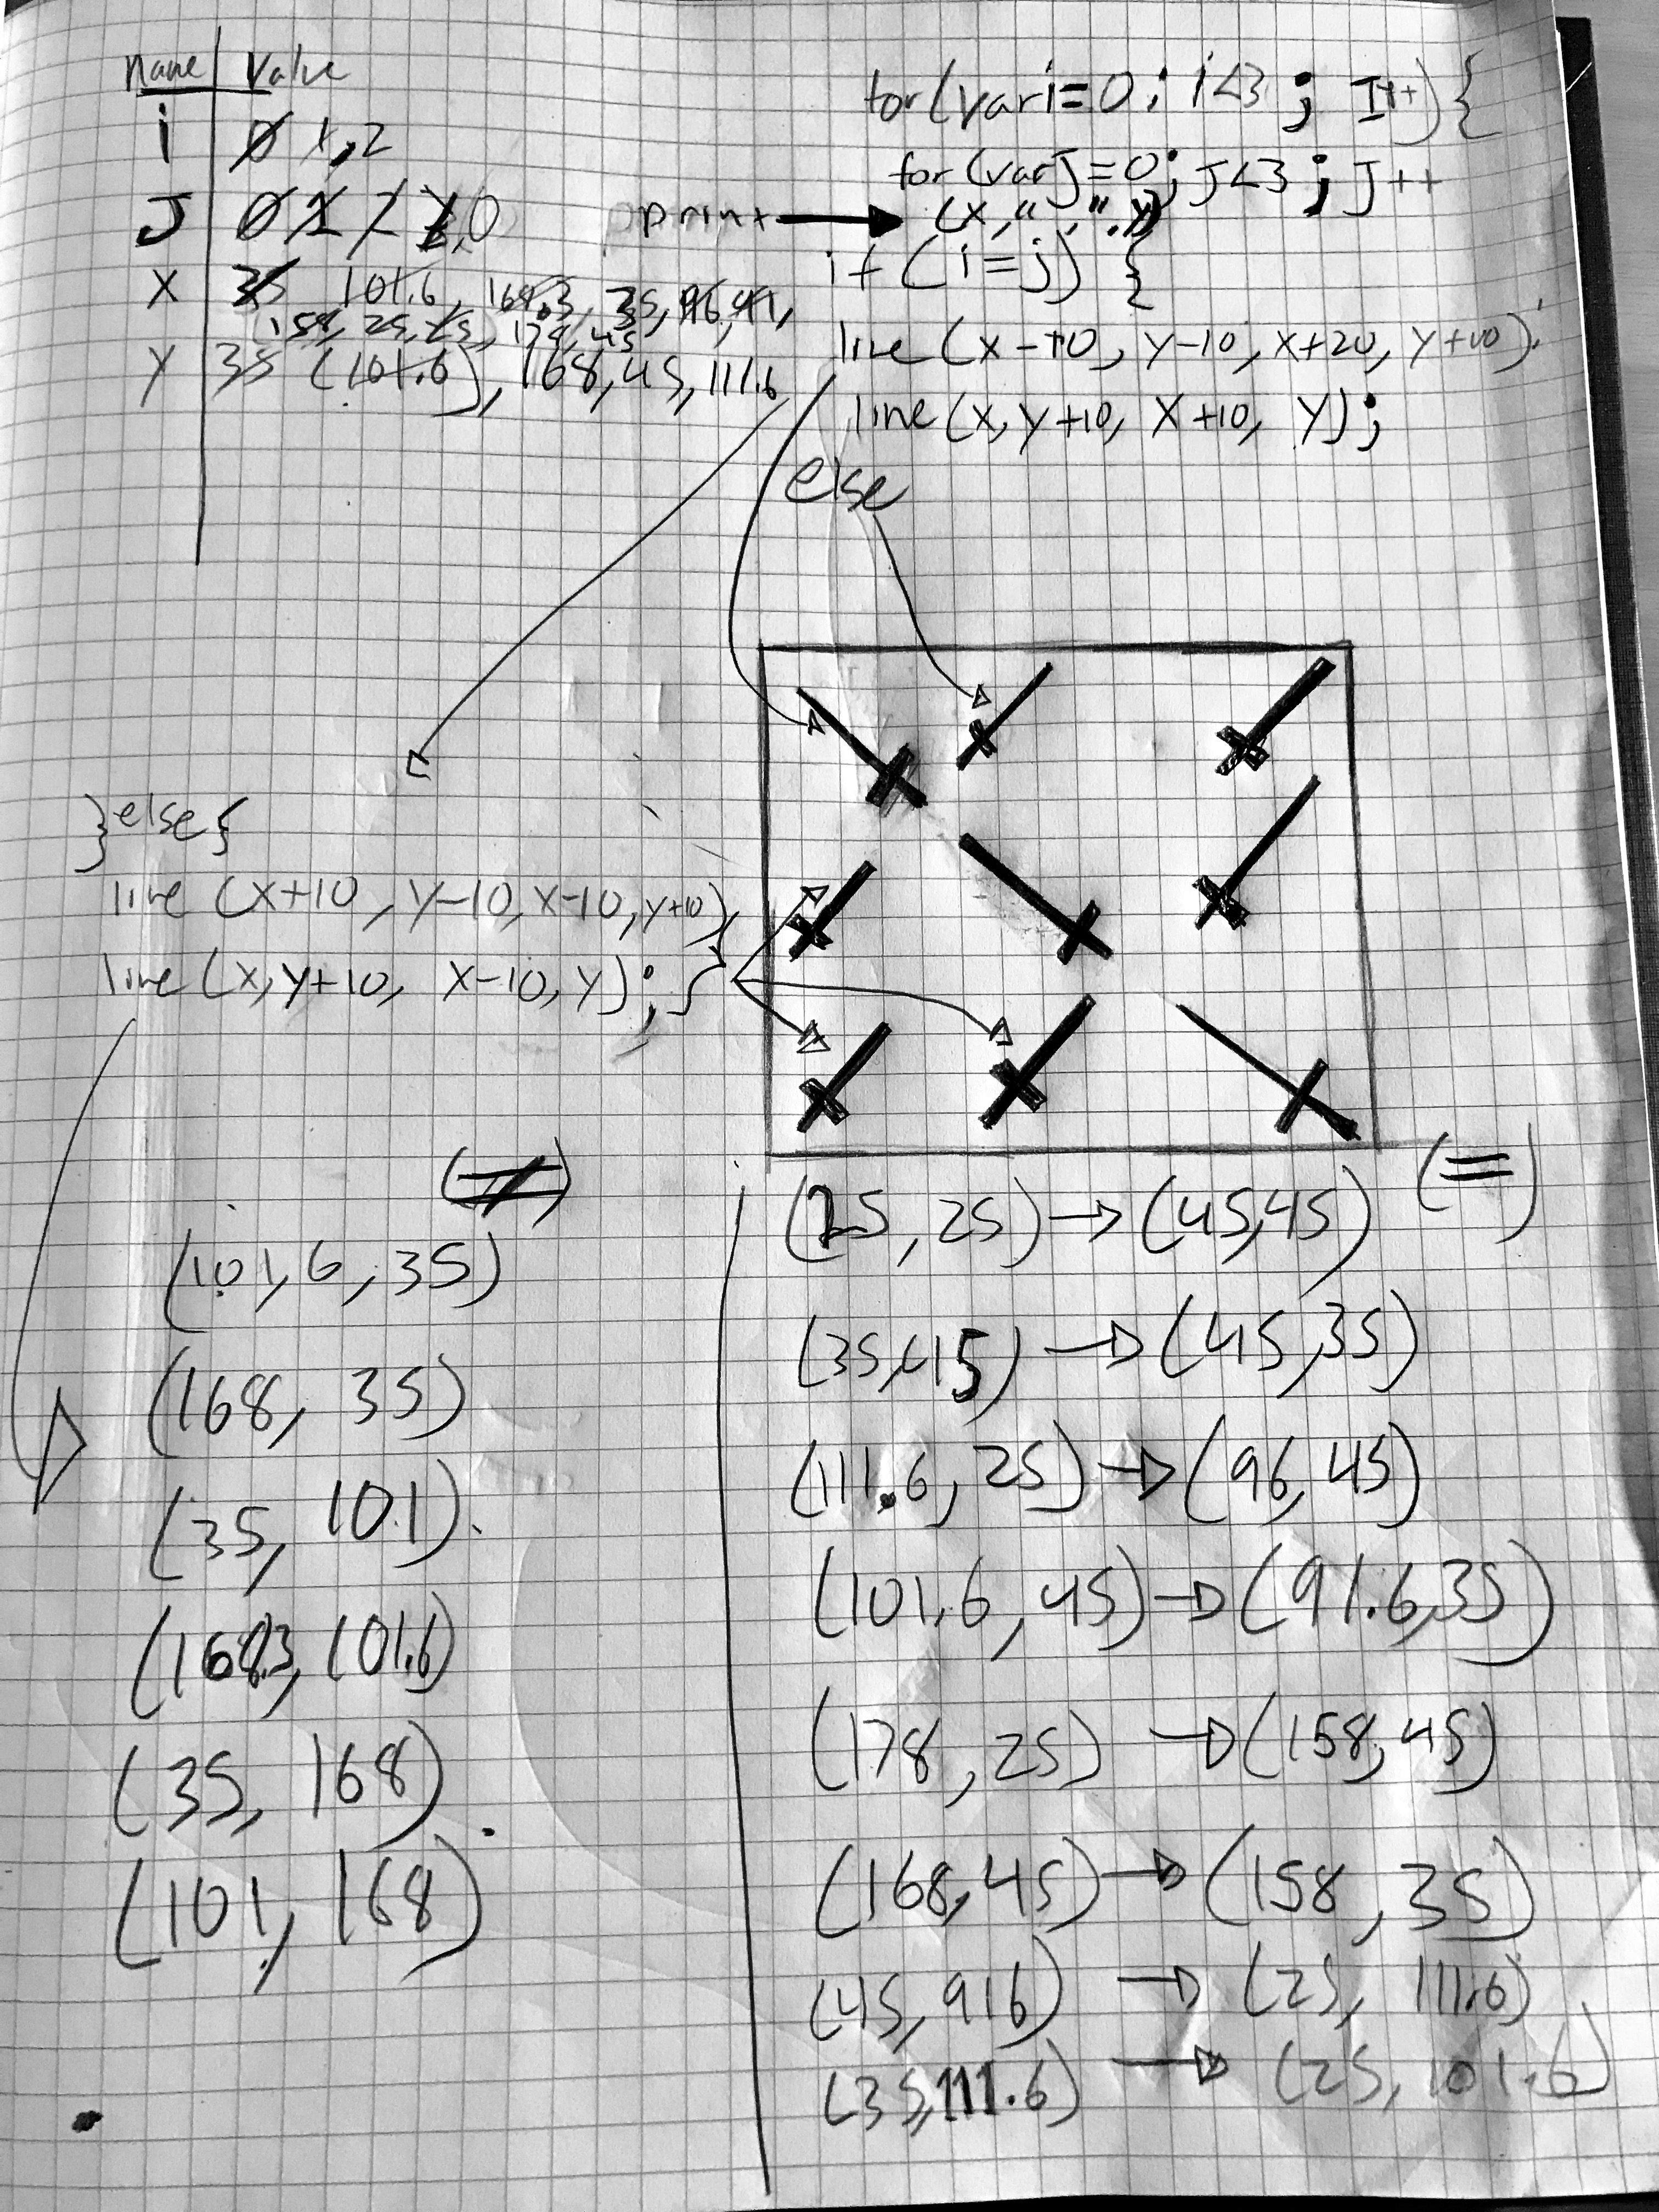 name | value
i 0 1, 2
J 0 1 2 1, 0
X 35 101.6, 168.3, 35, 96, 91,
158, 25, 25, 178, 45
Y 35 (101.6), 168, 45, 111.6
for (var i=0; i<3; I++) {
for (var J=0; J<3; J++
print (x, " , " . y)
if (i=j) {
line (x-10, y-10, x+20, y+10);
line (x, y+10, x+10, y);
else
} else {
line (x+10, y-10, x-10, y+10),
line (x, y+10, x-10, y); }
(≠)
(101,6, 35)
(168, 35)
(35, 101).
(168.3, 101.6)
(35, 168).
(101, 168)
(=)
(25, 25) → (45,45)
(35,45) → (45,35)
(111.6, 25) → (96, 45)
(101.6, 45) → (91.6,35)
(178, 25) → (158, 45)
(168, 45) → (158, 35)
(45, 916) → (25, 111.6)
(35,111.6) → (25, 101.6)